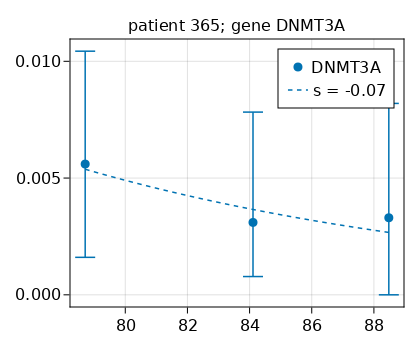 patient 365; gene DNMT3A
0.010
DNMT3A
s = -0.07
0.005
0.000
80 82 84 86 88